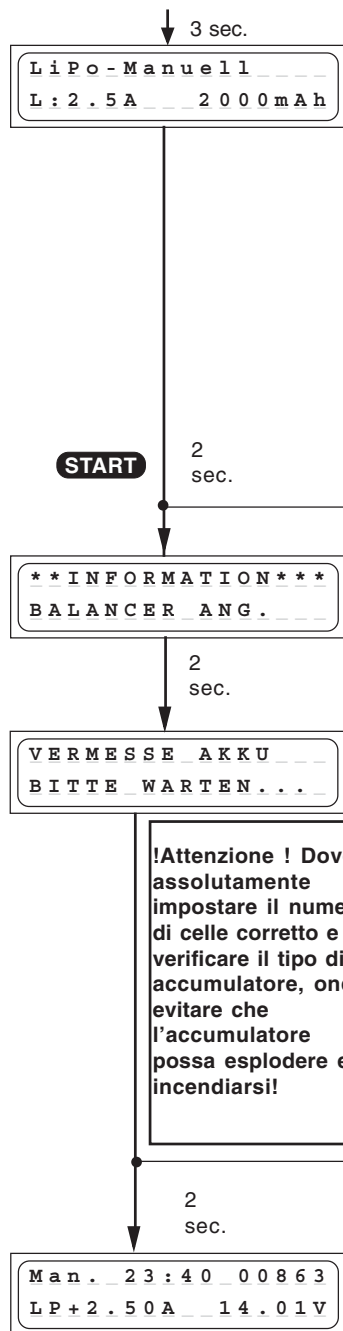 3 sec.
LiPo-Manuell
L:2.5A 2000mAh
START
2
sec.
**INFORMATION***
BALANCER ANG.
2
sec.
VERMESSE AKKU
BITTE WARTEN...
!Attenzione !
assolutamente
impostare il
di celle corretto e
verificare il tipo di
accumulatore,
evitare che
l'accumulatore
possa esplodere
incendiarsi!
2
sec.
Man. 23:40 00863
LP+2.50A 14.01V